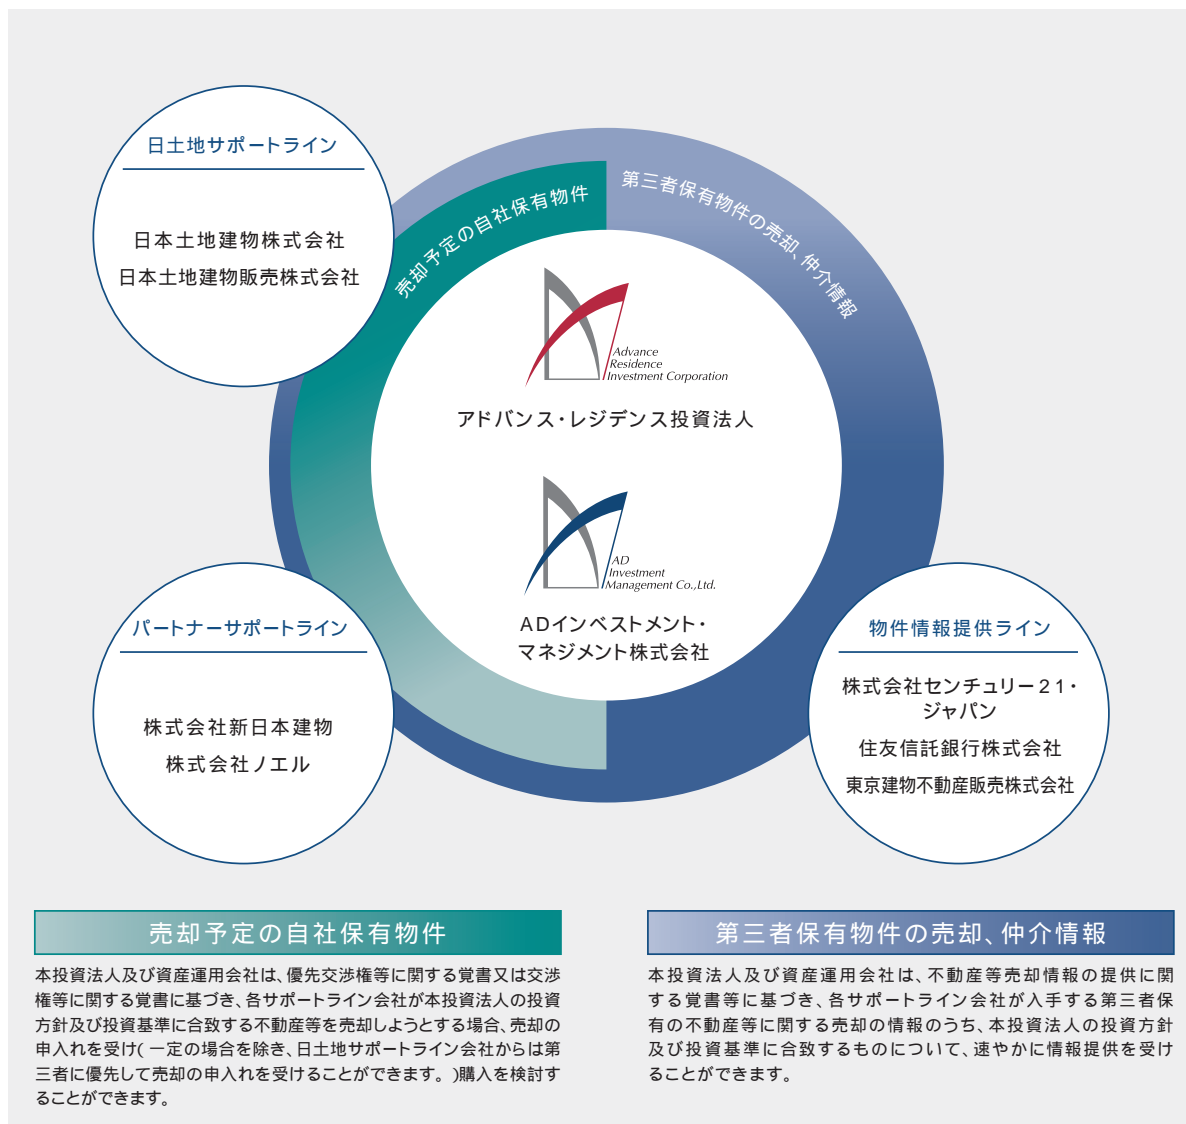 日土地サポートライン
日本土地建物株式会社
日本土地建物販売株式会社
売却予定の自社保有物件
第三者保有物件の売却、仲介情報
Advance
Residence
Investment Corporation
アドバンス・レジデンス投資法人
AD
Investment
Management Co.,Ltd.
ADインベストメント・
マネジメント株式会社
パートナーサポートライン
株式会社新日本建物
株式会社ノエル
物件情報提供ライン
株式会社センチュリー21・
ジャパン
住友信託銀行株式会社
東京建物不動産販売株式会社
売却予定の自社保有物件
本投資法人及び資産運用会社は、優先交渉権等に関する覚書又は交渉
権等に関する覚書に基づき、各サポートライン会社が本投資法人の投資
方針及び投資基準に合致する不動産等を売却しようとする場合、売却の
申入れを受け(一定の場合を除き、日土地サポートライン会社からは第
三者に優先して売却の申入れを受けることができます。)購入を検討す
ることができます。
第三者保有物件の売却、仲介情報
本投資法人及び資産運用会社は、不動産等売却情報の提供に関
する覚書等に基づき、各サポートライン会社が入手する第三者保
有の不動産等に関する売却の情報のうち、本投資法人の投資方針
及び投資基準に合致するものについて、速やかに情報提供を受け
ることができます。